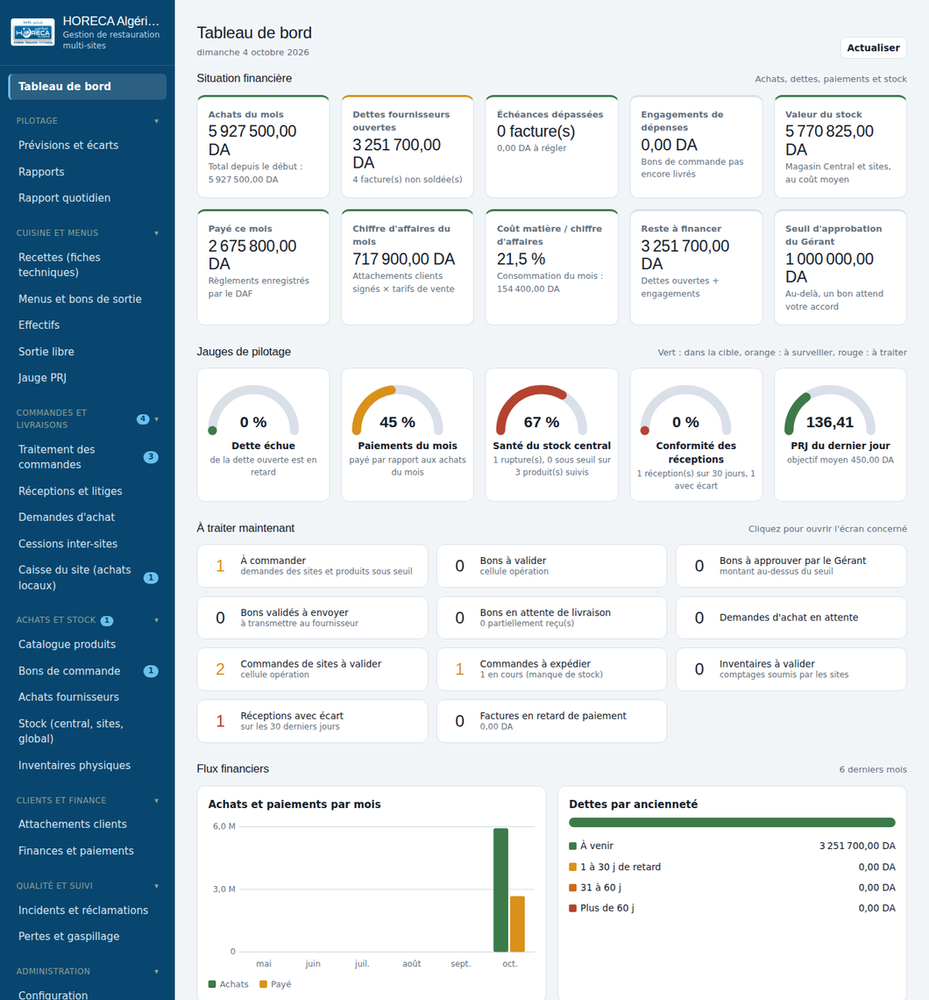 HORECA
HORECA Algéri...
Gestion de restauration
multi-sites
Tableau de bord
PILOTAGE
Prévisions et écarts
Rapports
Rapport quotidien
CUISINE ET MENUS
Recettes (fiches
techniques)
Menus et bons de sortie
Effectifs
Sortie libre
Jauge PRJ
COMMANDES ET
LIVRAISONS
4
Traitement des
commandes
3
Réceptions et litiges
Demandes d'achat
Cessions inter-sites
Caisse du site (achats
locaux)
1
ACHATS ET STOCK 1
Catalogue produits
Bons de commande 1
Achats fournisseurs
Stock (central, sites,
global)
Inventaires physiques
CLIENTS ET FINANCE
Attachements clients
Finances et paiements
QUALITÉ ET SUIVI
Incidents et réclamations
Pertes et gaspillage
ADMINISTRATION
Configuration
Tableau de bord
dimanche 4 octobre 2026
Actualiser
Situation financière
Achats, dettes, paiements et stock
Achats du mois
5 927 500,00
DA
Total depuis le début :
5 927 500,00 DA
Dettes fournisseurs
ouvertes
3 251 700,00
DA
4 facture(s) non soldée(s)
Échéances dépassées
0 facture(s)
0,00 DA à régler
Engagements de
dépenses
0,00 DA
Bons de commande pas
encore livrés
Valeur du stock
5 770 825,00
DA
Magasin Central et sites,
au coût moyen
Payé ce mois
2 675 800,00
DA
Règlements enregistrés
par le DAF
Chiffre d'affaires du
mois
717 900,00 DA
Attachements clients
signés × tarifs de vente
Coût matière / chiffre
d'affaires
21,5 %
Consommation du mois :
154 400,00 DA
Reste à financer
3 251 700,00
DA
Dettes ouvertes +
engagements
Seuil d'approbation
du Gérant
1 000 000,00
DA
Au-delà, un bon attend
votre accord
Jauges de pilotage
Vert : dans la cible, orange : à surveiller, rouge : à traiter
0 %
Dette échue
de la dette ouverte est en
retard
45 %
Paiements du mois
payé par rapport aux achats
du mois
67 %
Santé du stock central
1 rupture(s), 0 sous seuil sur
3 produit(s) suivis
0 %
Conformité des
réceptions
1 réception(s) sur 30 jours, 1
avec écart
136,41
PRJ du dernier jour
objectif moyen 450,00 DA
À traiter maintenant
Cliquez pour ouvrir l'écran concerné
1
À commander
demandes des sites et produits sous seuil
0
Bons à valider
cellule opération
0
Bons à approuver par le Gérant
montant au-dessus du seuil
0
Bons validés à envoyer
à transmettre au fournisseur
0
Bons en attente de livraison
0 partiellement reçu(s)
0
Demandes d'achat en attente
2
Commandes de sites à valider
cellule opération
1
Commandes à expédier
1 en cours (manque de stock)
0
Inventaires à valider
comptages soumis par les sites
1
Réceptions avec écart
sur les 30 derniers jours
0
Factures en retard de paiement
0,00 DA
Flux financiers
6 derniers mois
Achats et paiements par mois
6,0 M
3,0 M
0
mai juin juil. août sept. oct.
Achats Payé
Dettes par ancienneté
À venir 3 251 700,00 DA
1 à 30 j de retard 0,00 DA
31 à 60 j 0,00 DA
Plus de 60 j 0,00 DA